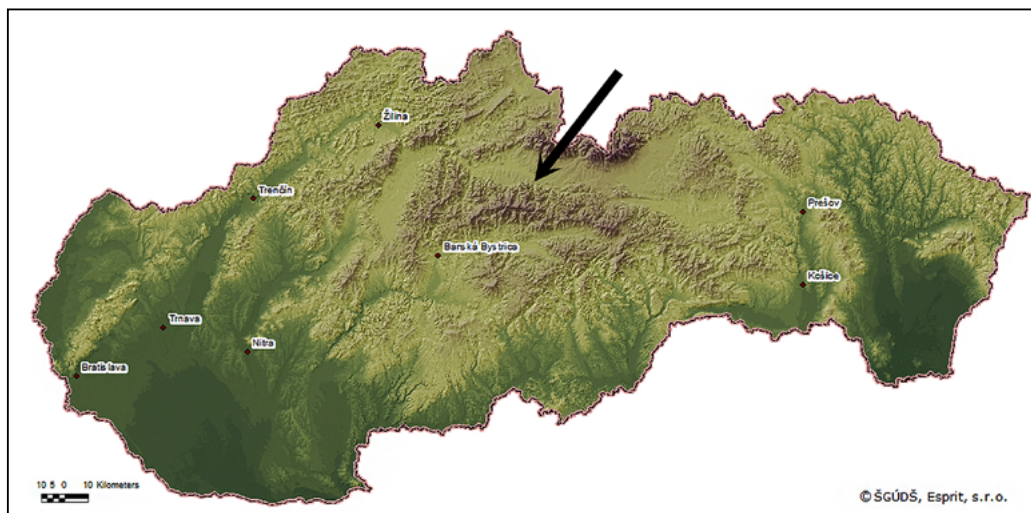 Žilina
Trenčín
Prešov
Banská Bystrica
Košice
Trnava
Nitra
Bratislava
10 5 0 10 Kilometers
© ŠGÚDŠ, Esprit, s.r.o.